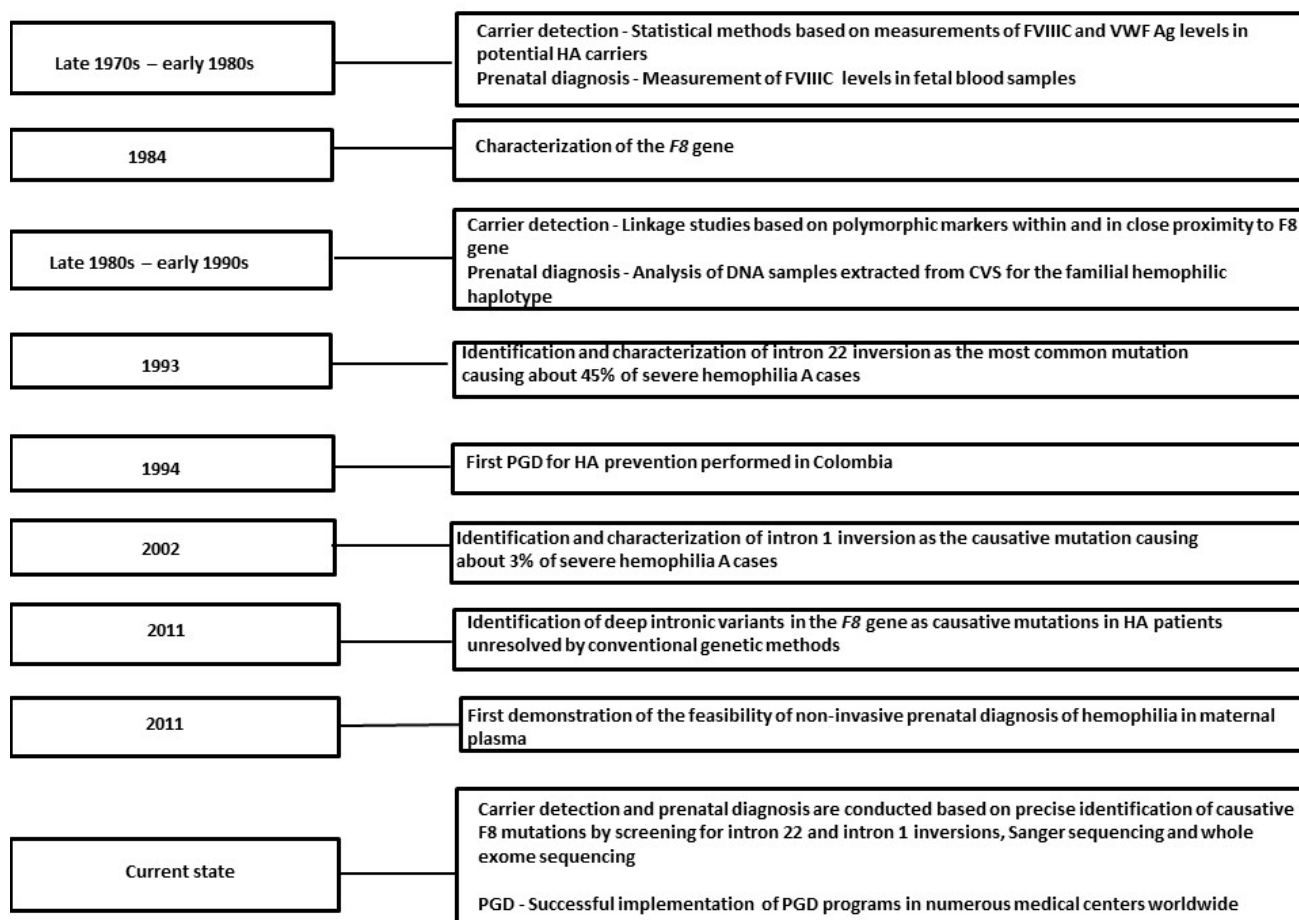 Late 1970s – early 1980s
Carrier detection - Statistical methods based on measurements of FVIIIC and VWF Ag levels in
potential HA carriers
Prenatal diagnosis - Measurement of FVIIIC levels in fetal blood samples
1984
Characterization of the F8 gene
Late 1980s – early 1990s
Carrier detection - Linkage studies based on polymorphic markers within and in close proximity to F8
gene
Prenatal diagnosis - Analysis of DNA samples extracted from CVS for the familial hemophilic
haplotype
1993
Identification and characterization of intron 22 inversion as the most common mutation
causing about 45% of severe hemophilia A cases
1994
First PGD for HA prevention performed in Colombia
2002
Identification and characterization of intron 1 inversion as the causative mutation causing
about 3% of severe hemophilia A cases
2011
Identification of deep intronic variants in the F8 gene as causative mutations in HA patients
unresolved by conventional genetic methods
2011
First demonstration of the feasibility of non-invasive prenatal diagnosis of hemophilia in maternal
plasma
Current state
Carrier detection and prenatal diagnosis are conducted based on precise identification of causative
F8 mutations by screening for intron 22 and intron 1 inversions, Sanger sequencing and whole
exome sequencing
PGD - Successful implementation of PGD programs in numerous medical centers worldwide